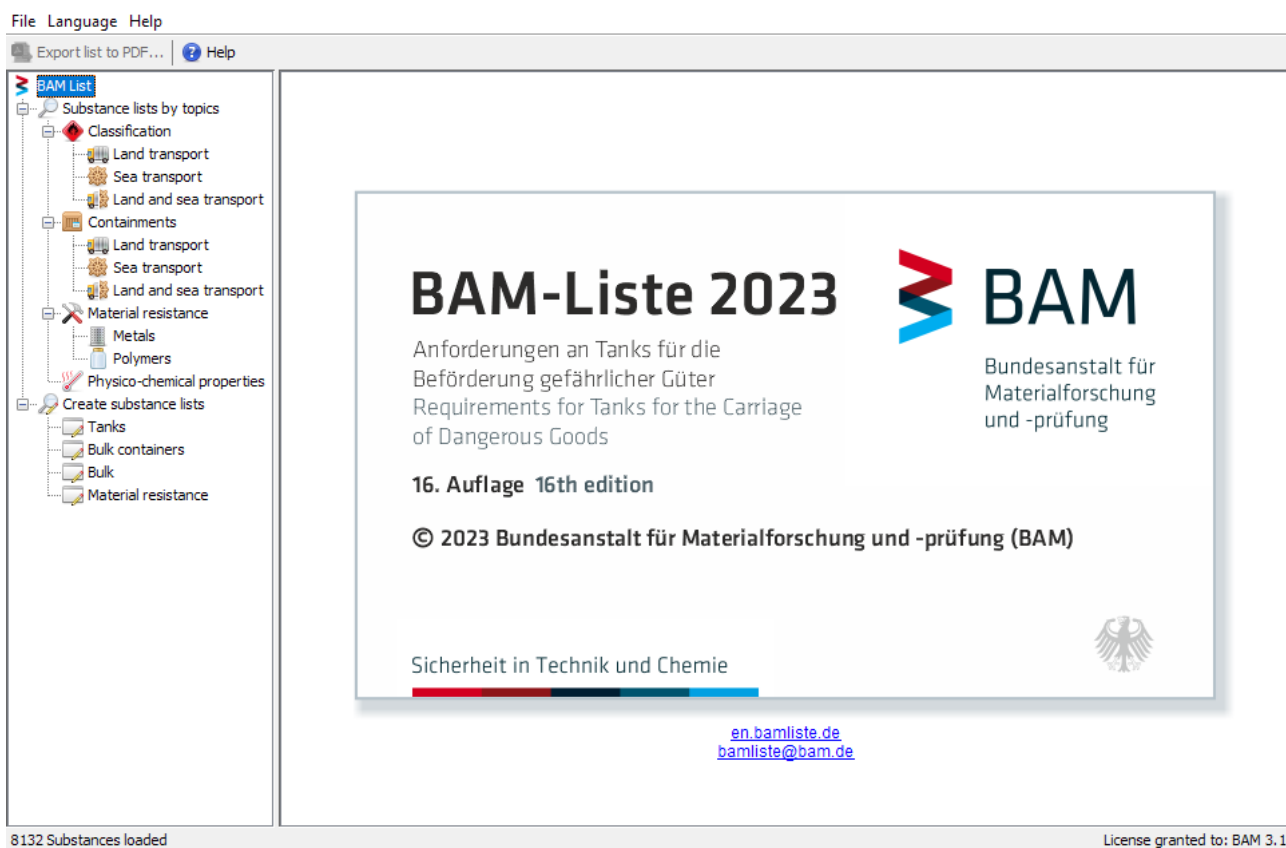 File Language Help
Export list to PDF... Help
BAM List
Substance lists by topics
Classification
Land transport
Sea transport
Land and sea transport
Containments
Land transport
Sea transport
Land and sea transport
Material resistance
Metals
Polymers
Physico-chemical properties
Create substance lists
Tanks
Bulk containers
Bulk
Material resistance
BAM-Liste 2023
Anforderungen an Tanks für die
Beförderung gefährlicher Güter
Requirements for Tanks for the Carriage
of Dangerous Goods
16. Auflage 16th edition
© 2023 Bundesanstalt für Materialforschung und -prüfung (BAM)
BAM
Bundesanstalt für
Materialforschung
und -prüfung
Sicherheit in Technik und Chemie
en.bamliste.de
bamliste@bam.de
8132 Substances loaded
License granted to: BAM 3.1